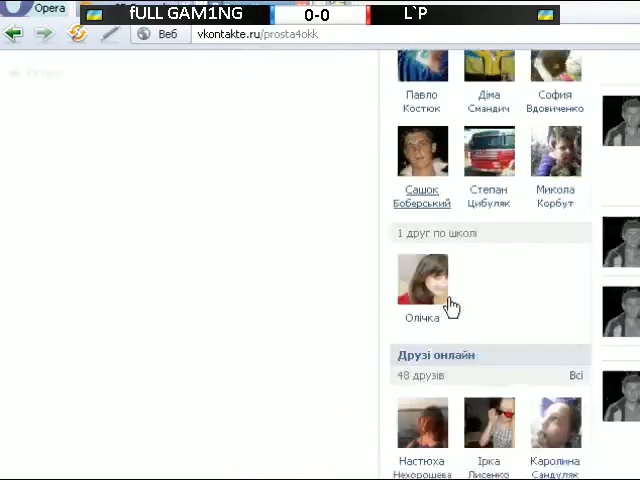 Opera
fULL GAM1NG 0-0 L`P
Веб vkontakte.ru/prosta4okk
Павло Костюк
Діма Смандич
София Вдовиченко
Сашок Боберський
Степан Цибуляк
Микола Корбут
1 друг по школі
Олічка
Друзі онлайн
48 друзів Всі
Настюха Нехорошева
Ірка Лисенко
Каролина Сандуляк